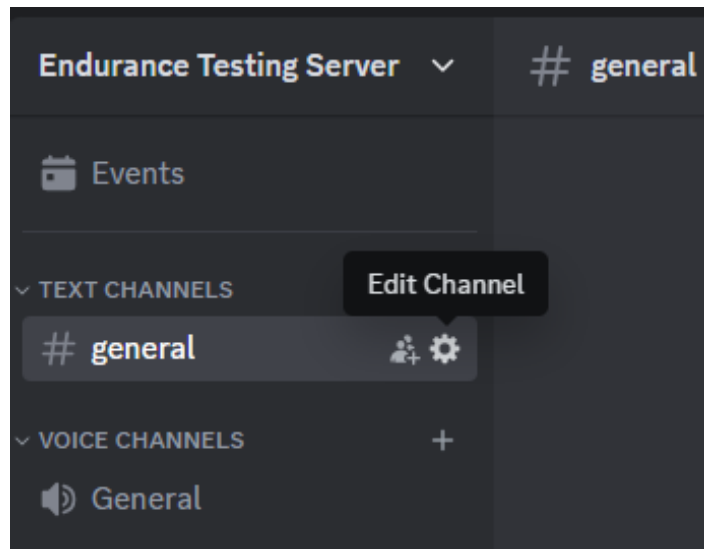 Endurance Testing Server
# general
Events
Edit Channel
TEXT CHANNELS
# general
VOICE CHANNELS +
General